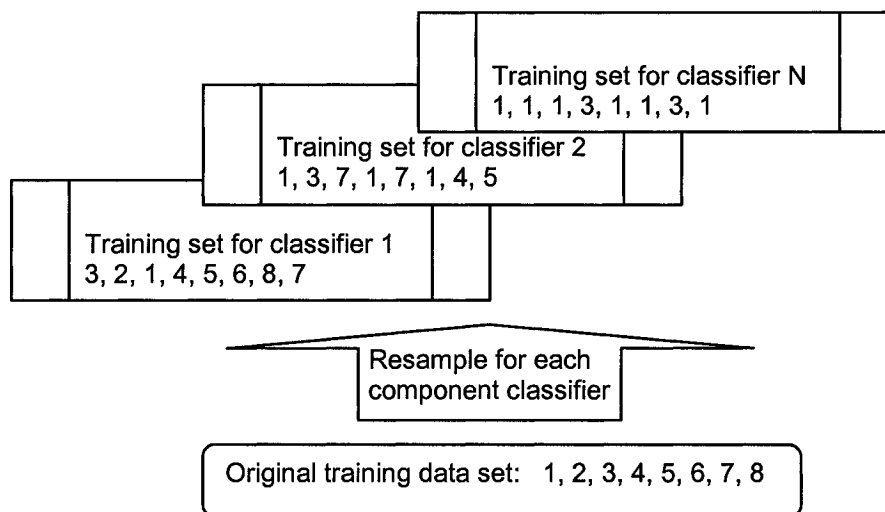 Training set for classifier N
1, 1, 1, 3, 1, 1, 3, 1
Training set for classifier 2
1, 3, 7, 1, 7, 1, 4, 5
Training set for classifier 1
3, 2, 1, 4, 5, 6, 8, 7
Resample for each
component classifier
Original training data set: 1, 2, 3, 4, 5, 6, 7, 8